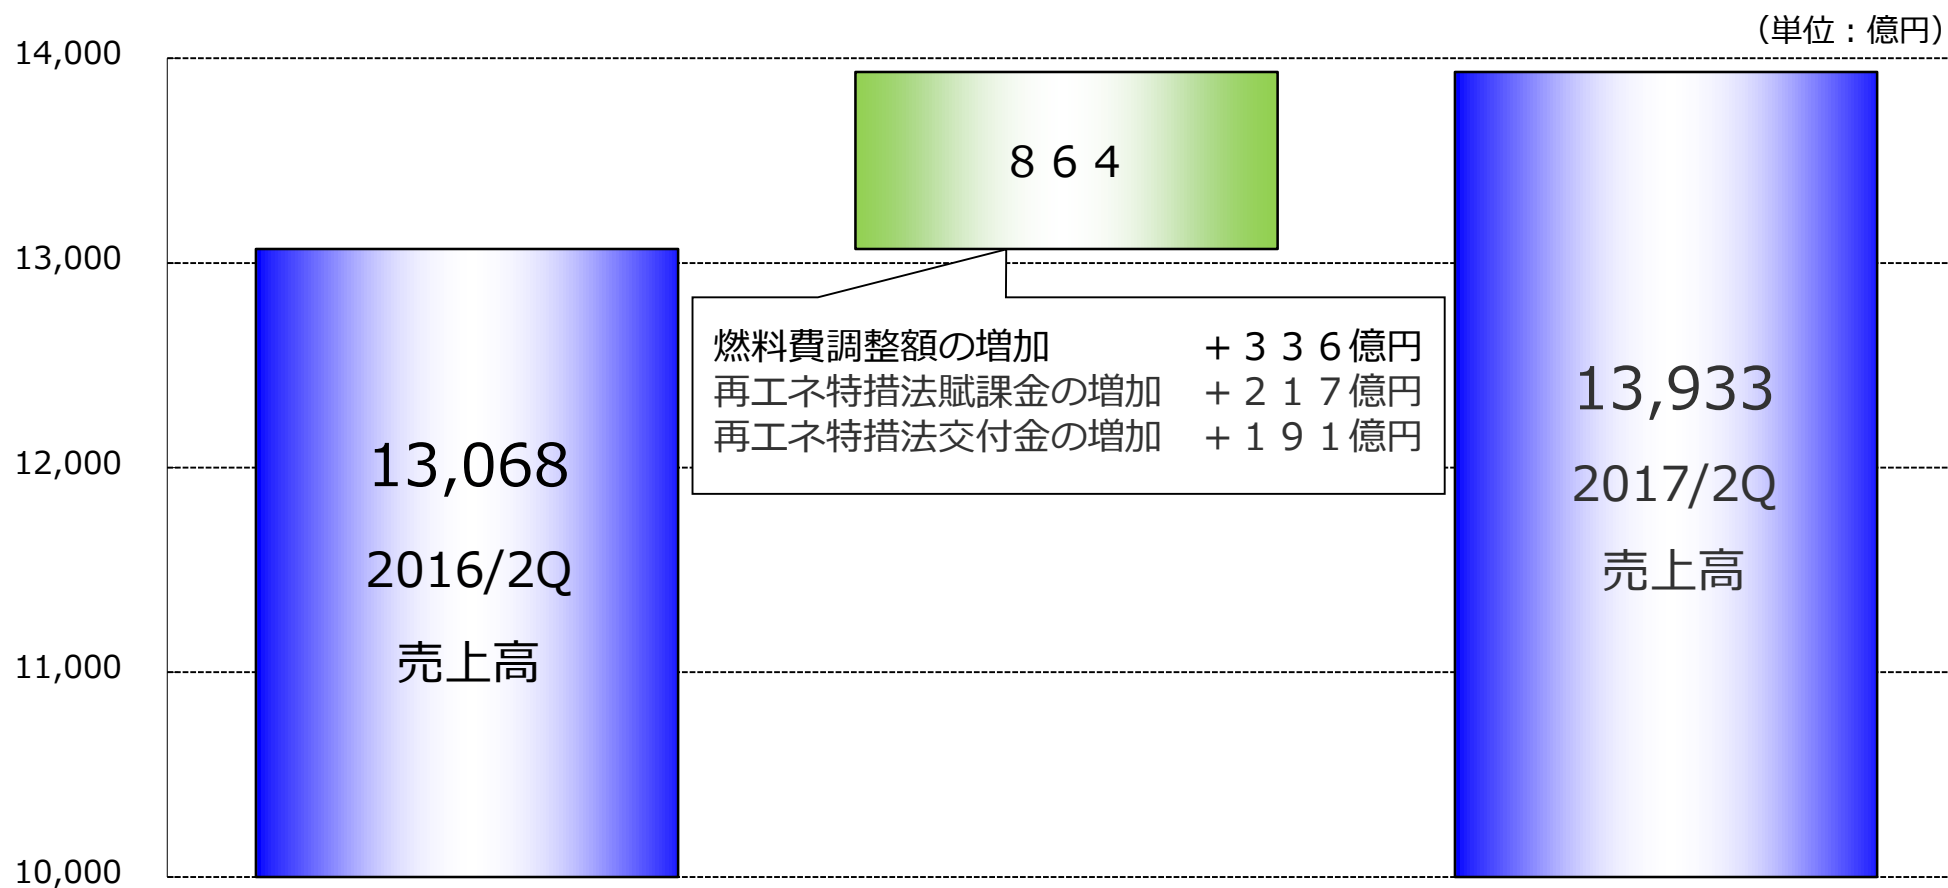 （単位：億円）
14,000
13,000
12,000
11,000
10,000
８６４
燃料費調整額の増加　　　　＋３３６億円
再エネ特措法賦課金の増加　＋２１７億円
再エネ特措法交付金の増加　＋１９１億円
13,068
2016/2Q
売上高
13,933
2017/2Q
売上高